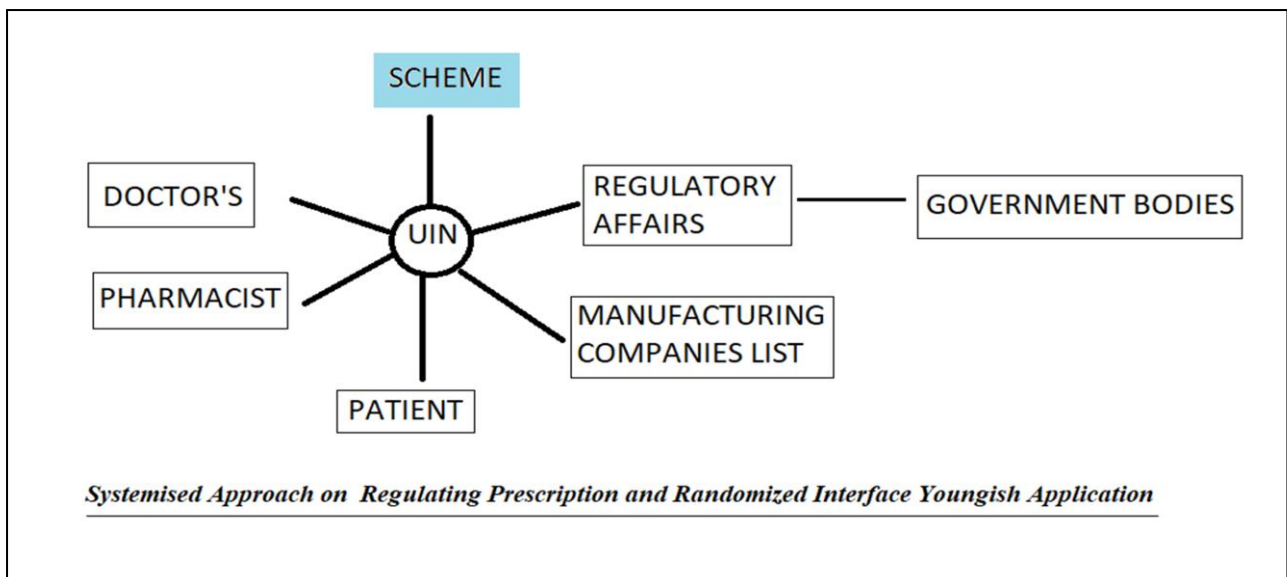 SCHEME
DOCTOR'S
UIN
REGULATORY
AFFAIRS
GOVERNMENT BODIES
PHARMACIST
MANUFACTURING
COMPANIES LIST
PATIENT
Systemised Approach on Regulating Prescription and Randomized Interface Youngish Application